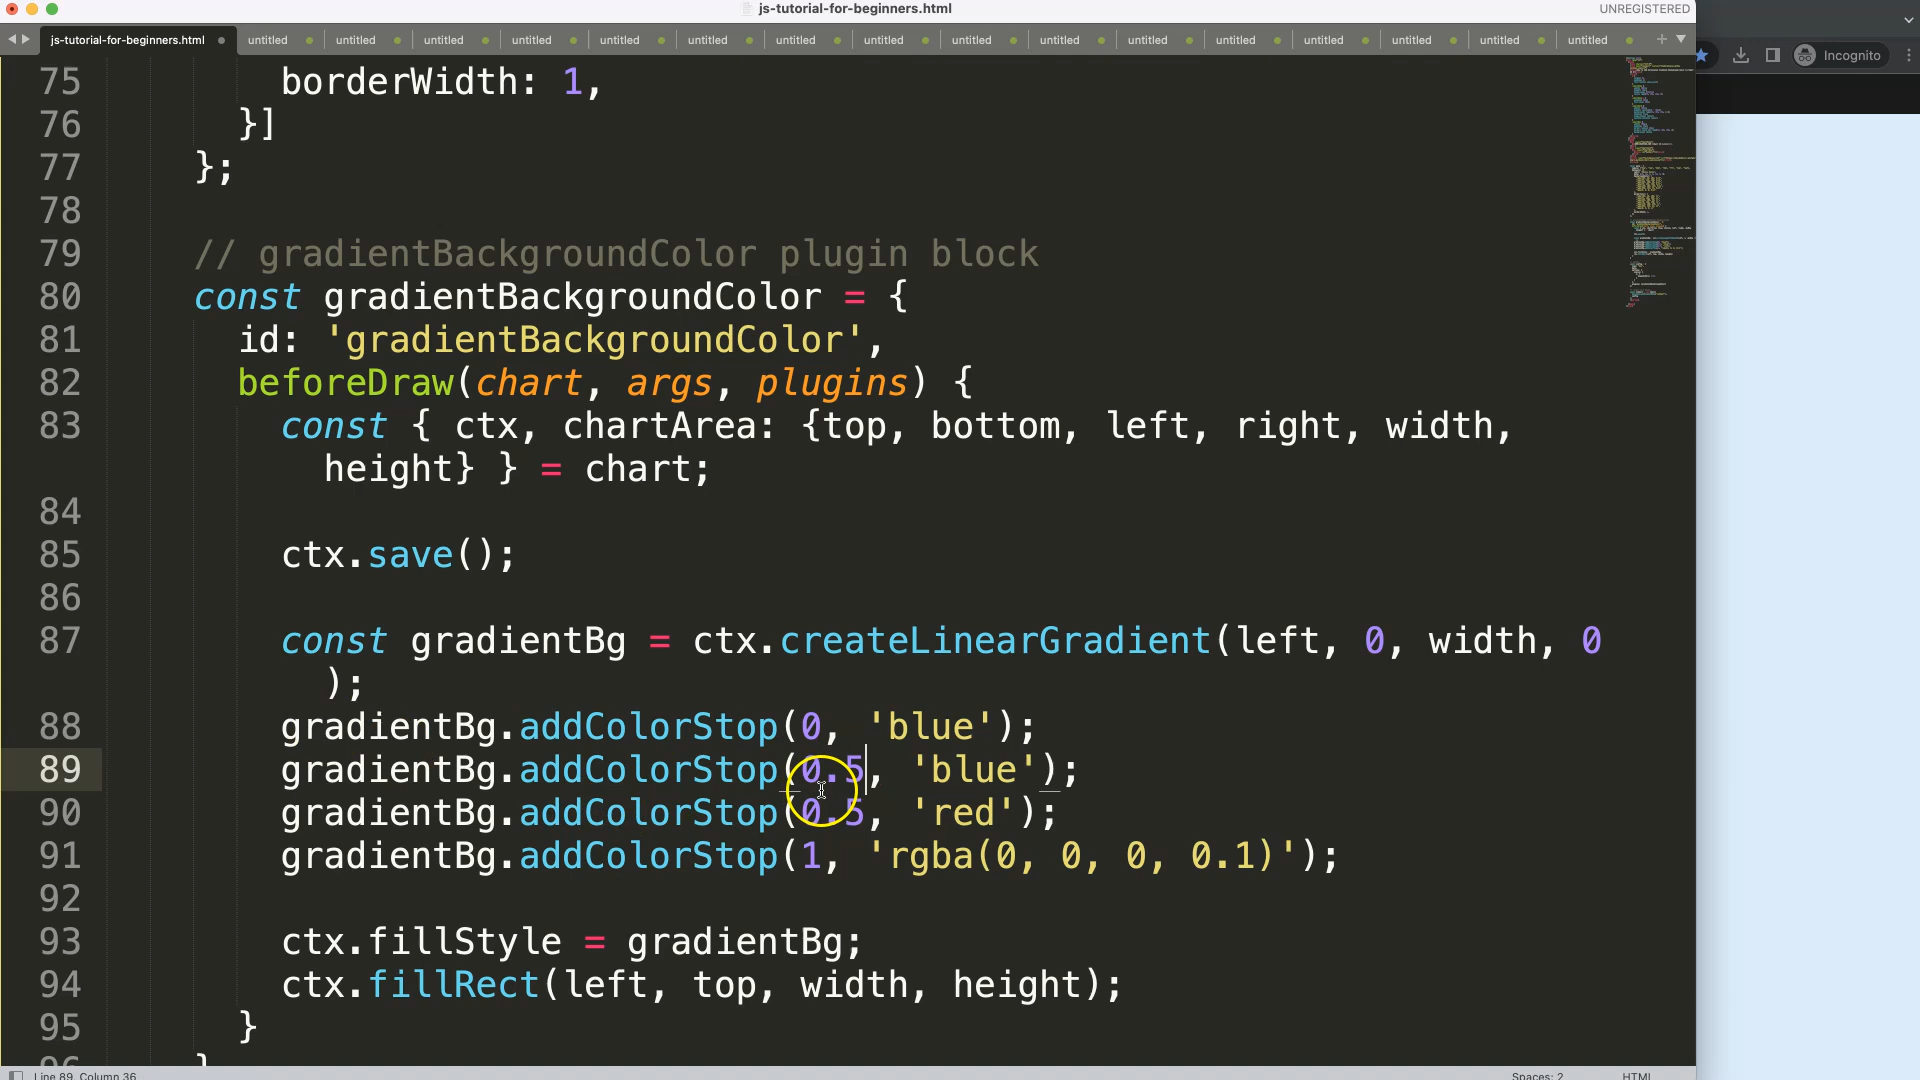 js-tutorial-for-beginners.html
UNREGISTERED
js-tutorial-for-beginners.html untitled untitled untitled untitled untitled untitled untitled untitled untitled untitled untitled untitled untitled untitled untitled untitled
Incognito
75 borderWidth: 1,
76 }]
77 };
78
79 // gradientBackgroundColor plugin block
80 const gradientBackgroundColor = {
81 id: 'gradientBackgroundColor',
82 beforeDraw(chart, args, plugins) {
83 const { ctx, chartArea: {top, bottom, left, right, width,
height} } = chart;
84
85 ctx.save();
86
87 const gradientBg = ctx.createLinearGradient(left, 0, width, 0
);
88 gradientBg.addColorStop(0, 'blue');
89 gradientBg.addColorStop(0.5, 'blue');
90 gradientBg.addColorStop(0.5, 'red');
91 gradientBg.addColorStop(1, 'rgba(0, 0, 0, 0.1)');
92
93 ctx.fillStyle = gradientBg;
94 ctx.fillRect(left, top, width, height);
95 }
96 }
Line 89, Column 36
Spaces: 2
HTML